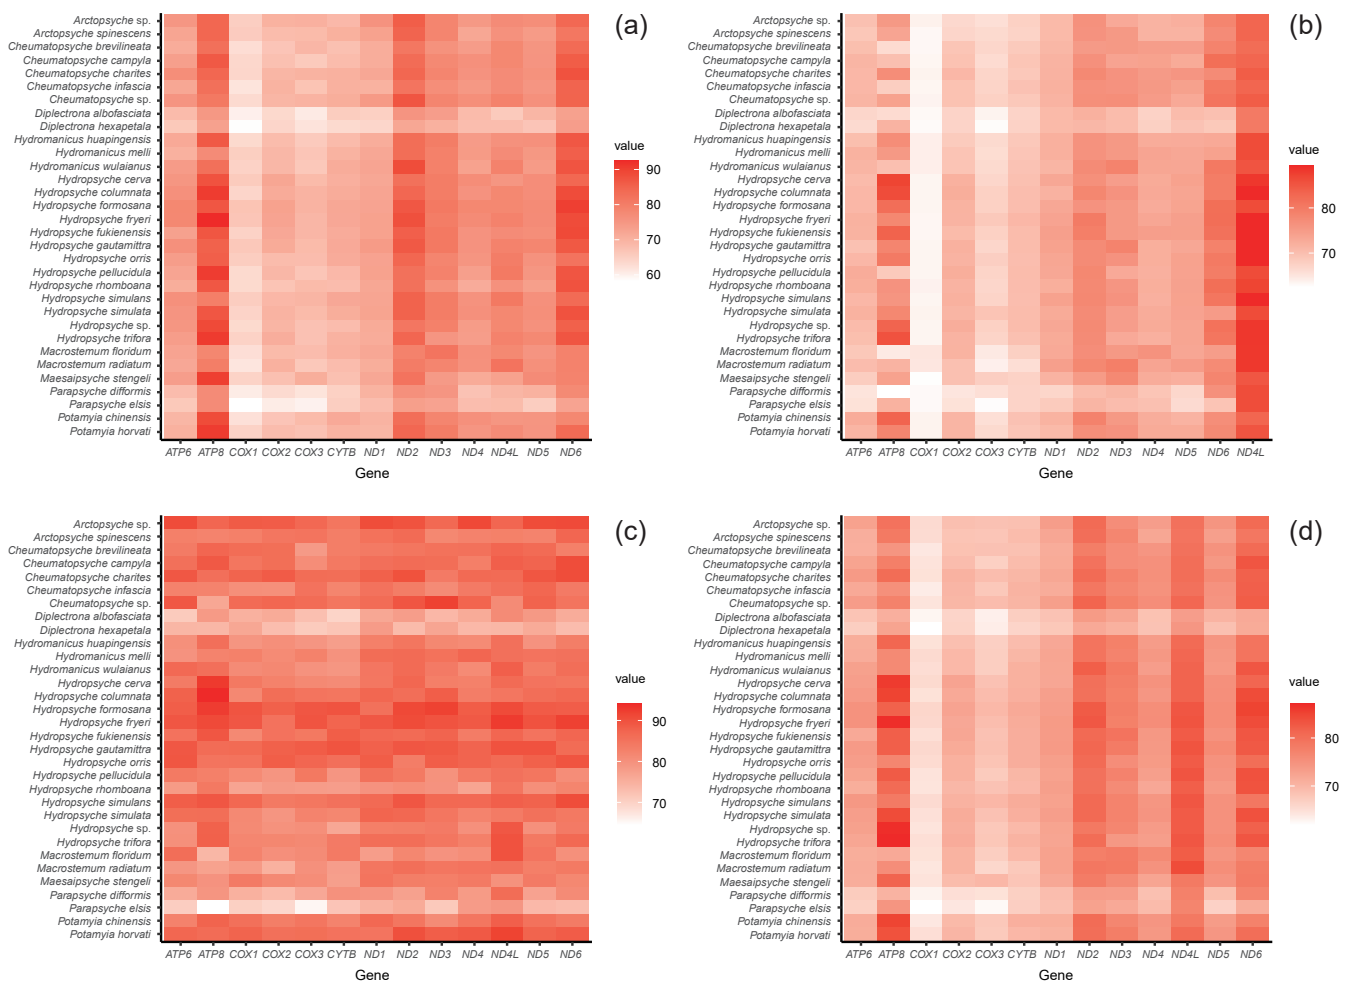 (a)
Arctopsyche sp.
Arctopsyche spinescens
Cheumatopsyche brevilineata
Cheumatopsyche campyla
Cheumatopsyche charites
Cheumatopsyche infascia
Cheumatopsyche sp.
Diplectrona albofasciata
Diplectrona hexapetala
Hydromanicus huapingensis
Hydromanicus melli
Hydromanicus wulaianus
Hydropsyche cerva
Hydropsyche columnata
Hydropsyche formosana
Hydropsyche fryeri
Hydropsyche fukienensis
Hydropsyche gautamittra
Hydropsyche orris
Hydropsyche pellucidula
Hydropsyche rhomboana
Hydropsyche simulans
Hydropsyche simulata
Hydropsyche sp.
Hydropsyche trifora
Macrostemum floridum
Macrostemum radiatum
Maesaipsyche stengeli
Parapsyche difformis
Parapsyche elsis
Potamyia chinensis
Potamyia horvati
ATP6 ATP8 COX1 COX2 COX3 CYTB ND1 ND2 ND3 ND4 ND4L ND5 ND6
Gene
value
90
80
70
60
(b)
Arctopsyche sp.
Arctopsyche spinescens
Cheumatopsyche brevilineata
Cheumatopsyche campyla
Cheumatopsyche charites
Cheumatopsyche infascia
Cheumatopsyche sp.
Diplectrona albofasciata
Diplectrona hexapetala
Hydromanicus huapingensis
Hydromanicus melli
Hydromanicus wulaianus
Hydropsyche cerva
Hydropsyche columnata
Hydropsyche formosana
Hydropsyche fryeri
Hydropsyche fukienensis
Hydropsyche gautamittra
Hydropsyche orris
Hydropsyche pellucidula
Hydropsyche rhomboana
Hydropsyche simulans
Hydropsyche simulata
Hydropsyche sp.
Hydropsyche trifora
Macrostemum floridum
Macrostemum radiatum
Maesaipsyche stengeli
Parapsyche difformis
Parapsyche elsis
Potamyia chinensis
Potamyia horvati
ATP6 ATP8 COX1 COX2 COX3 CYTB ND1 ND2 ND3 ND4 ND5 ND6 ND4L
Gene
value
80
70
(c)
Arctopsyche sp.
Arctopsyche spinescens
Cheumatopsyche brevilineata
Cheumatopsyche campyla
Cheumatopsyche charites
Cheumatopsyche infascia
Cheumatopsyche sp.
Diplectrona albofasciata
Diplectrona hexapetala
Hydromanicus huapingensis
Hydromanicus melli
Hydromanicus wulaianus
Hydropsyche cerva
Hydropsyche columnata
Hydropsyche formosana
Hydropsyche fryeri
Hydropsyche fukienensis
Hydropsyche gautamittra
Hydropsyche orris
Hydropsyche pellucidula
Hydropsyche rhomboana
Hydropsyche simulans
Hydropsyche simulata
Hydropsyche sp.
Hydropsyche trifora
Macrostemum floridum
Macrostemum radiatum
Maesaipsyche stengeli
Parapsyche difformis
Parapsyche elsis
Potamyia chinensis
Potamyia horvati
ATP6 ATP8 COX1 COX2 COX3 CYTB ND1 ND2 ND3 ND4 ND4L ND5 ND6
Gene
value
90
80
70
(d)
Arctopsyche sp.
Arctopsyche spinescens
Cheumatopsyche brevilineata
Cheumatopsyche campyla
Cheumatopsyche charites
Cheumatopsyche infascia
Cheumatopsyche sp.
Diplectrona albofasciata
Diplectrona hexapetala
Hydromanicus huapingensis
Hydromanicus melli
Hydromanicus wulaianus
Hydropsyche cerva
Hydropsyche columnata
Hydropsyche formosana
Hydropsyche fryeri
Hydropsyche fukienensis
Hydropsyche gautamittra
Hydropsyche orris
Hydropsyche pellucidula
Hydropsyche rhomboana
Hydropsyche simulans
Hydropsyche simulata
Hydropsyche sp.
Hydropsyche trifora
Macrostemum floridum
Macrostemum radiatum
Maesaipsyche stengeli
Parapsyche difformis
Parapsyche elsis
Potamyia chinensis
Potamyia horvati
ATP6 ATP8 COX1 COX2 COX3 CYTB ND1 ND2 ND3 ND4 ND4L ND5 ND6
Gene
value
80
70